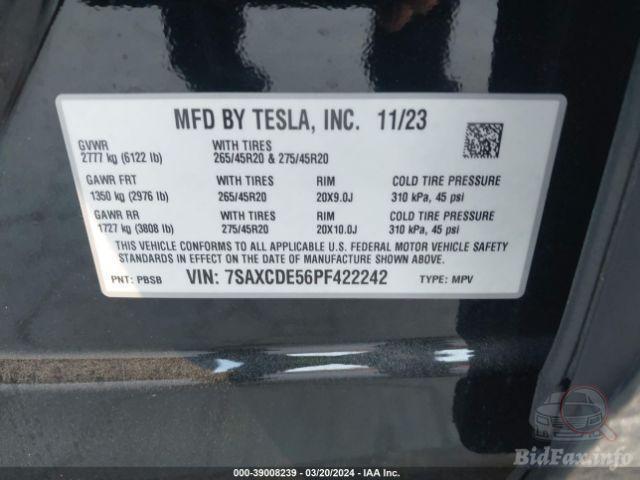 MFD BY TESLA, INC. 11/23
GVWR WITH TIRES
2777 kg (6122 lb) 265/45R20 & 275/45R20
GAWR FRT WITH TIRES RIM COLD TIRE PRESSURE
1350 kg (2976 lb) 265/45R20 20X9.0J 310 kPa, 45 psi
GAWR RR WITH TIRES RIM COLD TIRE PRESSURE
1727 kg (3808 lb) 275/45R20 20X10.0J 310 kPa, 45 psi
THIS VEHICLE CONFORMS TO ALL APPLICABLE U.S. FEDERAL MOTOR VEHICLE SAFETY
STANDARDS IN EFFECT ON THE DATE OF MANUFACTURE SHOWN ABOVE.
PNT: PBSB VIN: 7SAXCDE56PF422242 TYPE: MPV
BidFax.info
000-39008239 - 03/20/2024 - IAA Inc.